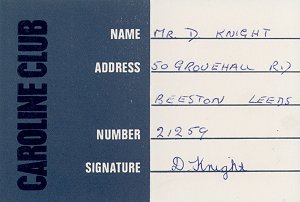 CAROLINE CLUB
NAME MR. D KNIGHT
ADDRESS 50 GROVEHALL RD
BEESTON LEEDS
NUMBER 21259
SIGNATURE D. Knight